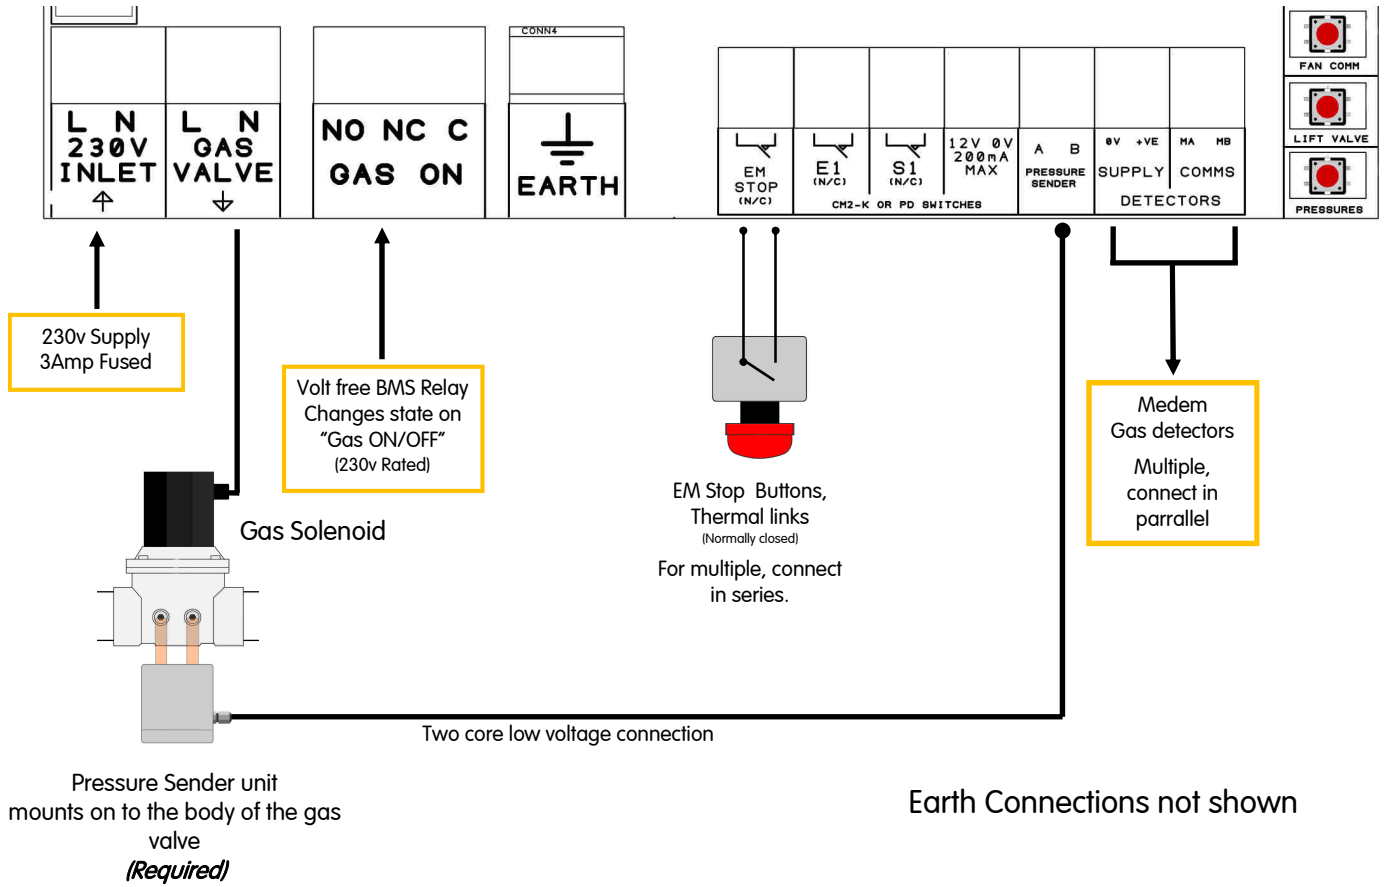 CONN4
FAN COMM
LIFT VALVE
PRESSURES
L N
230V
INLET
L N
GAS
VALVE
NO NC C
GAS ON
EARTH
EM
STOP
(N/C)
E1
(N/C)
S1
(N/C)
CM2-K OR PD SWITCHES
12V 0V
200mA
MAX
A B
PRESSURE
SENDER
0V +VE
SUPPLY
MA MB
COMMS
DETECTORS
230v Supply
3Amp Fused
Volt free BMS Relay
Changes state on
"Gas ON/OFF"
(230v Rated)
Gas Solenoid
EM Stop Buttons,
Thermal links
(Normally closed)
For multiple, connect
in series.
Medem
Gas detectors
Multiple,
connect in
parrallel
Two core low voltage connection
Pressure Sender unit
mounts on to the body of the gas
valve
(Required)
Earth Connections not shown